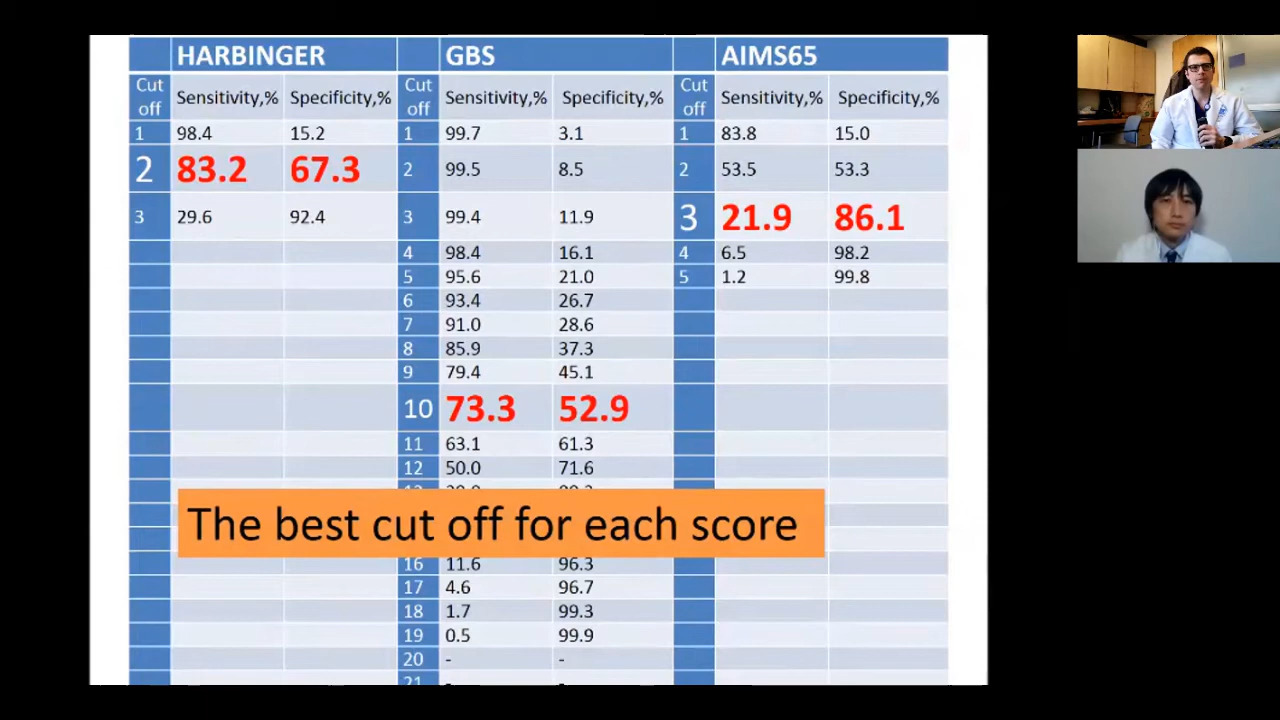 HARBINGER GBS AIMS65
Cut off Sensitivity,% Specificity,% Cut off Sensitivity,% Specificity,% Cut off Sensitivity,% Specificity,%
1 98.4 15.2 1 99.7 3.1 1 83.8 15.0
2 83.2 67.3 2 99.5 8.5 2 53.5 53.3
3 29.6 92.4 3 99.4 11.9 3 21.9 86.1
4 98.4 16.1 4 6.5 98.2
5 95.6 21.0 5 1.2 99.8
6 93.4 26.7
7 91.0 28.6
8 85.9 37.3
9 79.4 45.1
10 73.3 52.9
11 63.1 61.3
12 50.0 71.6
The best cut off for each score
16 11.6 96.3
17 4.6 96.7
18 1.7 99.3
19 0.5 99.9
20 - -
21